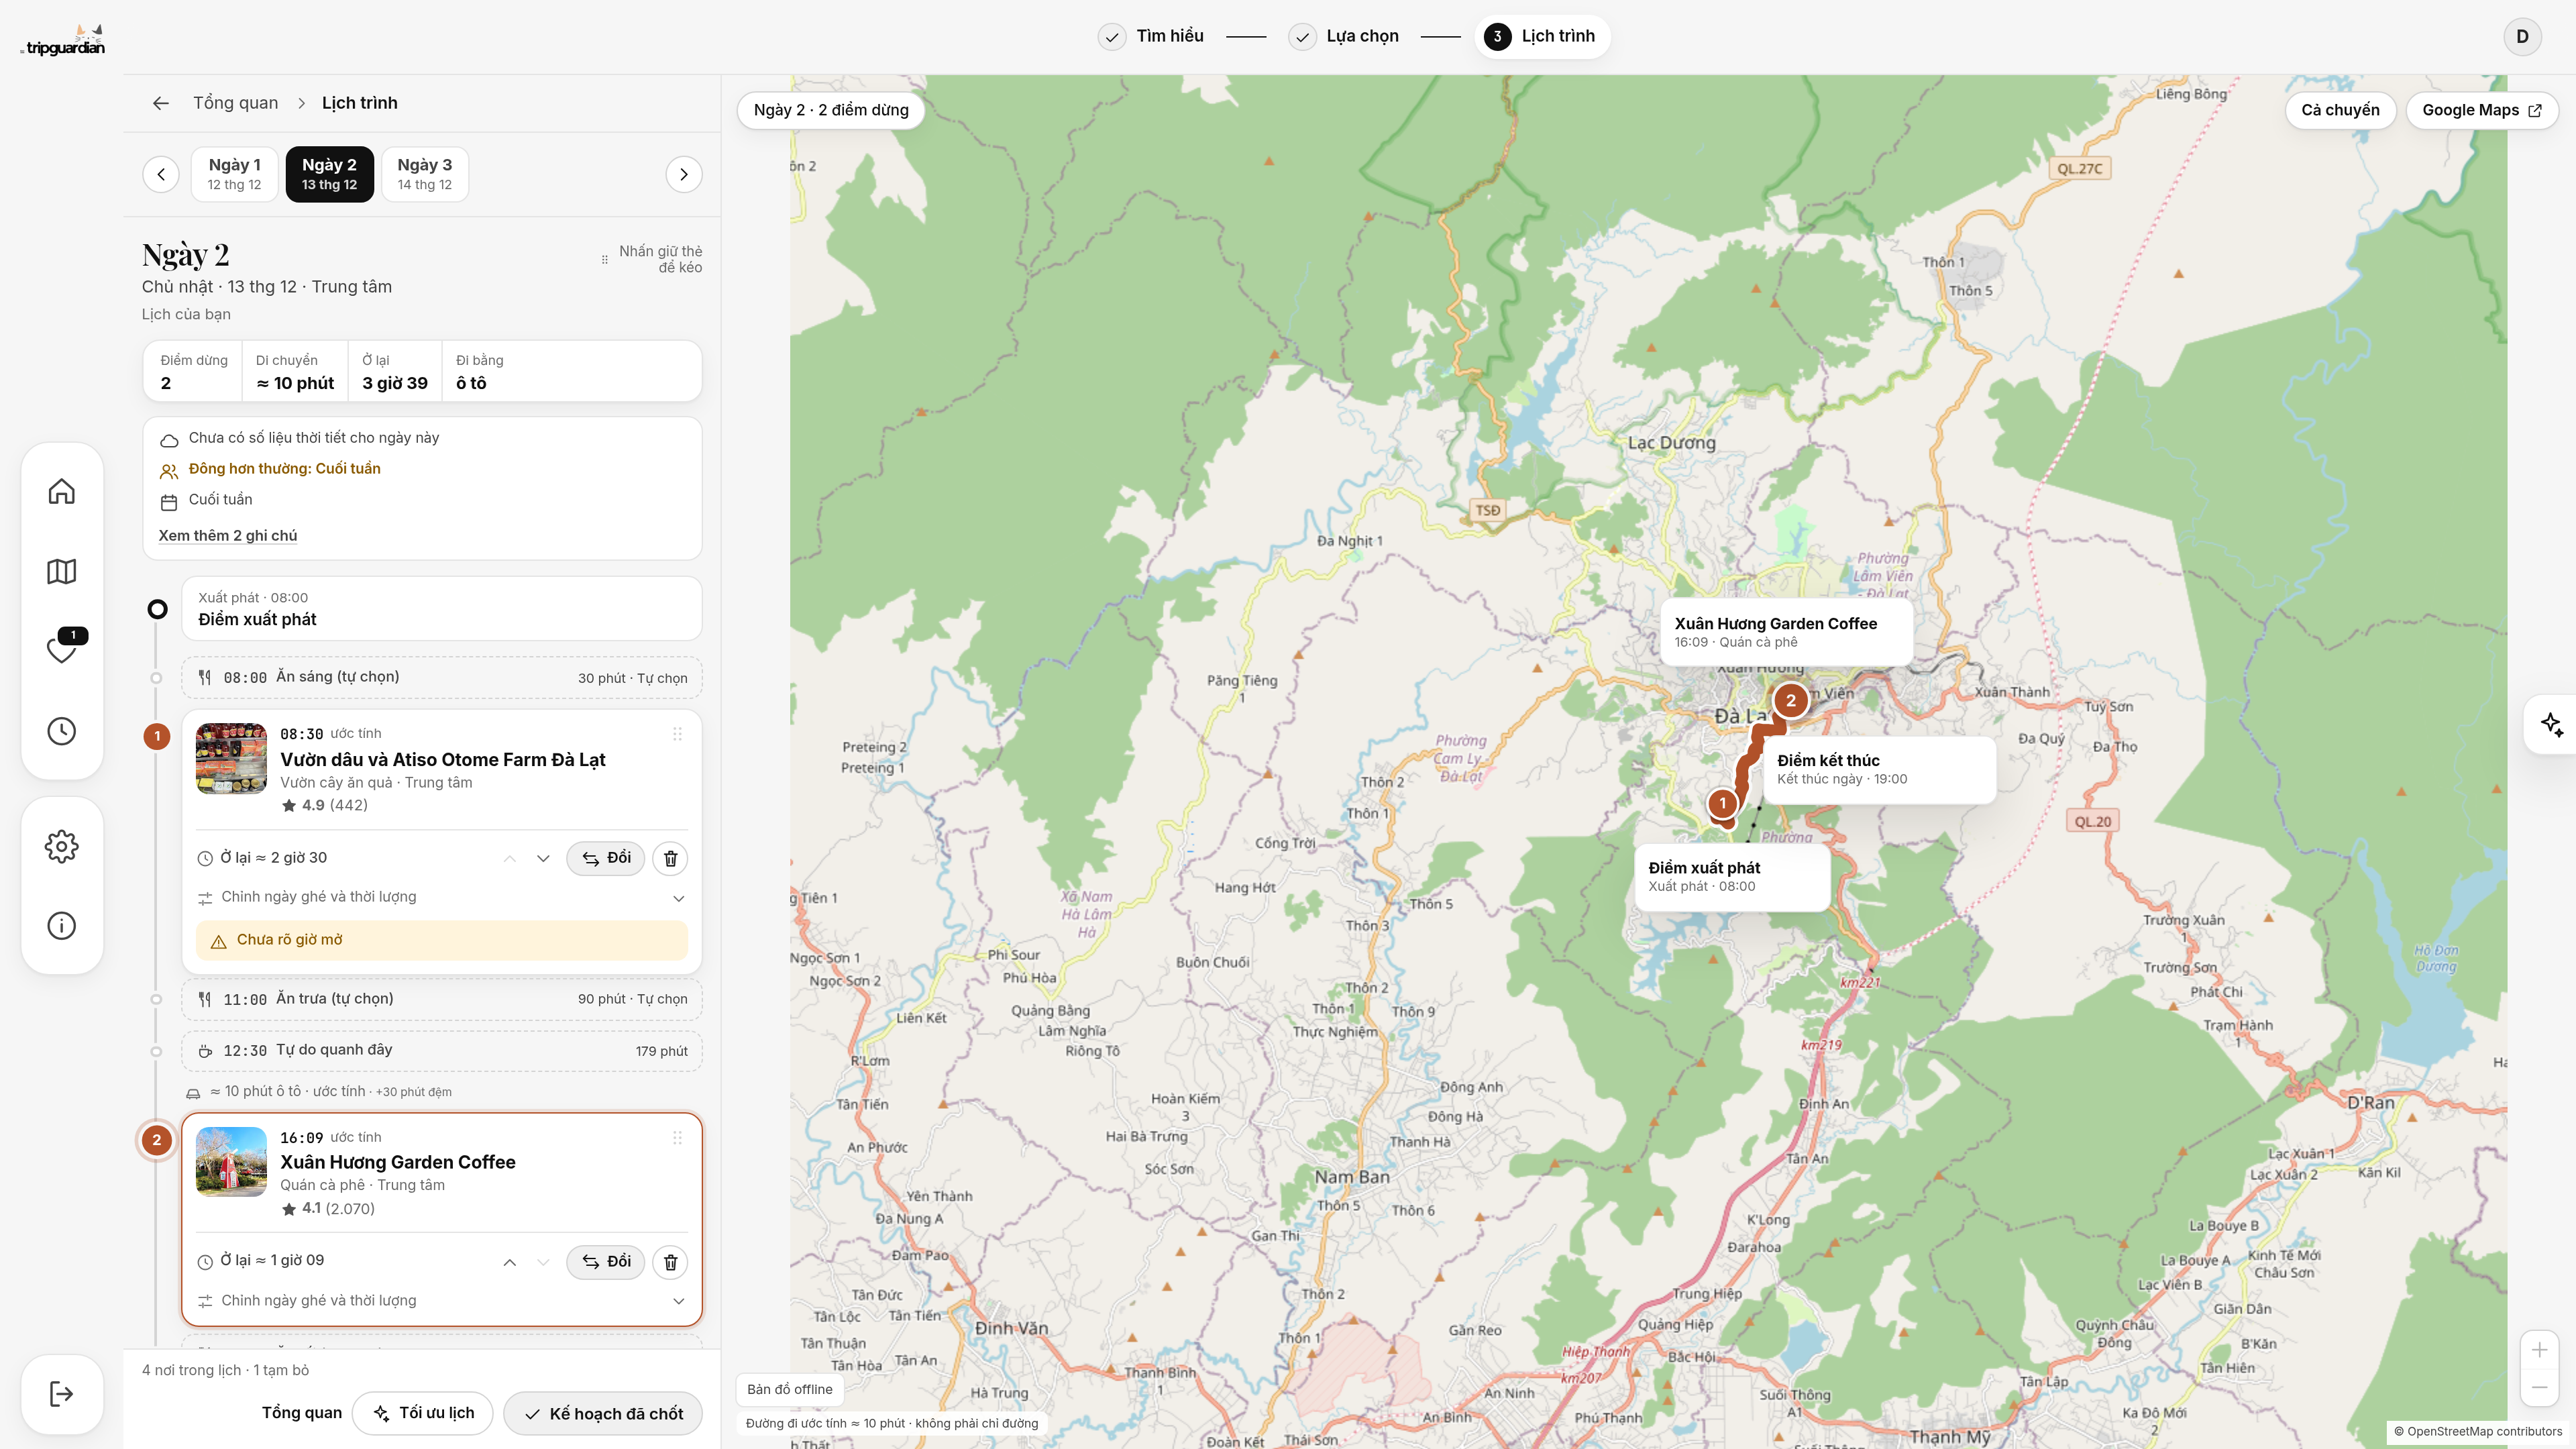 tripguardian
Tìm hiểu
Lựa chọn
3 Lịch trình
D
Tổng quan > Lịch trình
Ngày 1
12 thg 12
Ngày 2
13 thg 12
Ngày 3
14 thg 12
Ngày 2
Nhấn giữ thẻ
để kéo
Chủ nhật · 13 thg 12 · Trung tâm
Lịch của bạn
Điểm dừng
2
Di chuyển
≈ 10 phút
Ở lại
3 giờ 39
Đi bằng
ô tô
Chưa có số liệu thời tiết cho ngày này
Đông hơn thường: Cuối tuần
Cuối tuần
Xem thêm 2 ghi chú
1
Xuất phát · 08:00
Điểm xuất phát
08:00 Ăn sáng (tự chọn)
30 phút · Tự chọn
1
08:30 ước tính
Vườn dâu và Atiso Otome Farm Đà Lạt
Vườn cây ăn quả · Trung tâm
4.9 (442)
Ở lại ≈ 2 giờ 30
Đổi
Chỉnh ngày ghé và thời lượng
Chưa rõ giờ mở
11:00 Ăn trưa (tự chọn)
90 phút · Tự chọn
12:30 Tự do quanh đây
179 phút
≈ 10 phút ô tô · ước tính · +30 phút đệm
2
16:09 ước tính
Xuân Hương Garden Coffee
Quán cà phê · Trung tâm
4.1 (2.070)
Ở lại ≈ 1 giờ 09
Đổi
Chỉnh ngày ghé và thời lượng
4 nơi trong lịch · 1 tạm bỏ
Tổng quan
Tối ưu lịch
Kế hoạch đã chốt
Ngày 2 · 2 điểm dừng
Cả chuyến
Google Maps
Liêng Bông
QL.27C
Thôn 1
Thôn 5
Lạc Dương
TSĐ
Đa Nghịt 1
Phường
Lâm Viên
- Đà Lạt
Xuân Hương Garden Coffee
16:09 · Quán cà phê
Păng Tiêng
1
Xuân Thành
Tuý Sơn
2
Đa Quý
Đa Thọ
Preteing 2
Preteing 1
Phường
Cam Ly
Đà Lạt
Điểm kết thúc
Kết thúc ngày · 19:00
Thôn 2
1
Thôn 1
QL.20
Phường
Cổng Trời
Điểm xuất phát
Xuất phát · 08:00
Hang Hớt
Xã Nam
Hà Lâm
Hà
Thôn 5
Thôn 3
Trường Xuân
1
Hồ Đơn
Dương
Ngọc Sơn 1
Phi Sour
Phú Hòa
Buôn Chuối
Trường Sơn
Ngọc Sơn 2
km221
Thôn 2
Phát Chi
Quảng Bằng
Liên Kết
Lâm Nghĩa
Thôn 1
Thực Nghiệm
Thôn 9
Trạm Hành
1
km219
Riông Tô
R'Lơm
Đông Anh
Tân Tiến
Hoàn Kiếm
3
Đông Hà
Định An
D'Ran
Hai Bà Trưng
Thanh Hà
An Phước
Tân An
Lạc Xuân 1
Sóc Sơn
Nam Ban
Lạc Xuân 2
Kăn Kil
Yên Thành
Thôn 5
Thôn 6
Đa Nung A
K'Long
La Bouye B
Gan Thi
Đarahoa
Đam Pao
La Bouye A
Kinh Tế Mới
Châu Sơn
Lạc Viên B
Tân Đức
Thôn 2
Trung Hiệp
Tân Lộc
Tân Tiến
Giãn Dân
Đinh Văn
Gần Reo
Quảng Hiệp
Quỳnh Châu
Đông
Tân Thuận
Thôn 1
B'Kăn
Hiệp Thạnh
Bắc Hội
Tân Hòa
Tân An
Tân Hiên
Thanh Bình
1
km207
Tân Lập
Hà Trung
An Ninh
Suối Thông
A1
An Bình
Phú Thạnh
Ka Đô Mới
2
Đoàn Kết
Thái Sơn
Thạnh Mỹ
Bản đồ offline
Đường đi ước tính ≈ 10 phút · không phải chỉ đường
© OpenStreetMap contributors